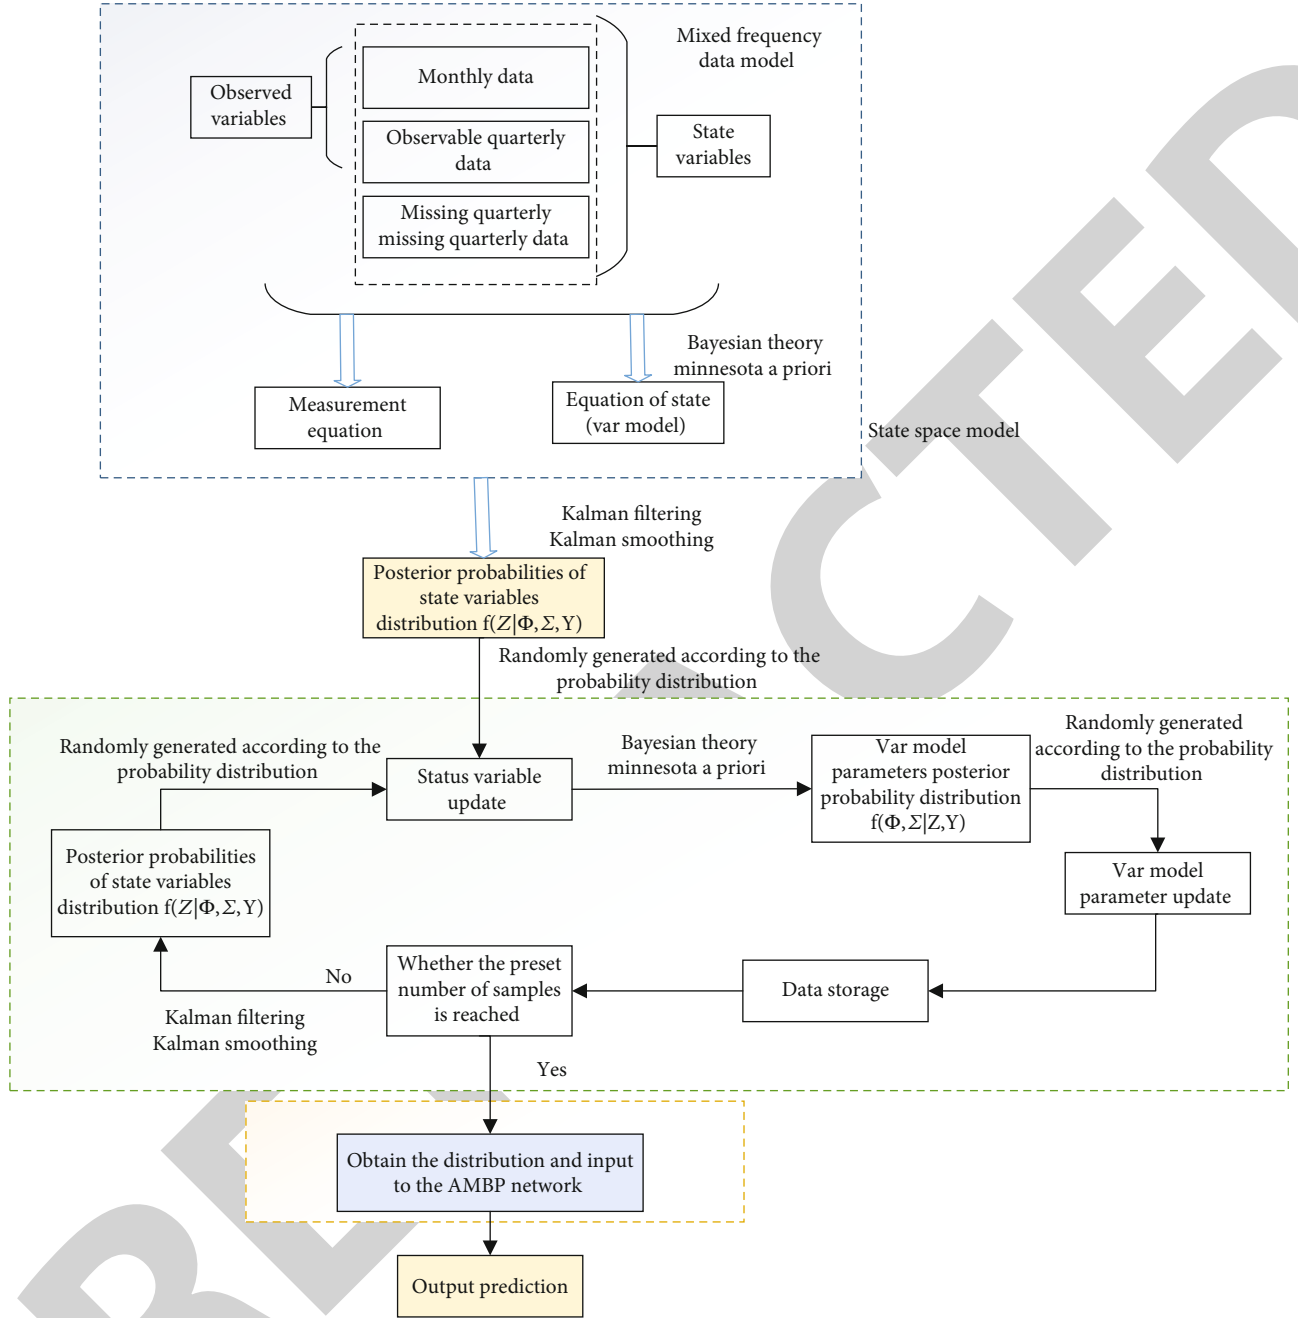 Mixed frequency
data model
Monthly data
Observed
variables
Observable quarterly
data
State
variables
Missing quarterly
missing quarterly data
Bayesian theory
minnesota a priori
Measurement
equation
Equation of state
(var model)
State space model
Kalman filtering
Kalman smoothing
Posterior probabilities of
state variables
distribution f(Z|Φ,Σ,Y)
Randomly generated according to the
probability distribution
Randomly generated according to the
probability distribution
Status variable
update
Bayesian theory
minnesota a priori
Var model
parameters posterior
probability distribution
f(Φ,Σ|Z,Y)
Randomly generated
according to the probability
distribution
Posterior probabilities
of state variables
distribution f(Z|Φ,Σ,Y)
Var model
parameter update
No
Whether the preset
number of samples
is reached
Data storage
Kalman filtering
Kalman smoothing
Yes
Obtain the distribution and input
to the AMBP network
Output prediction